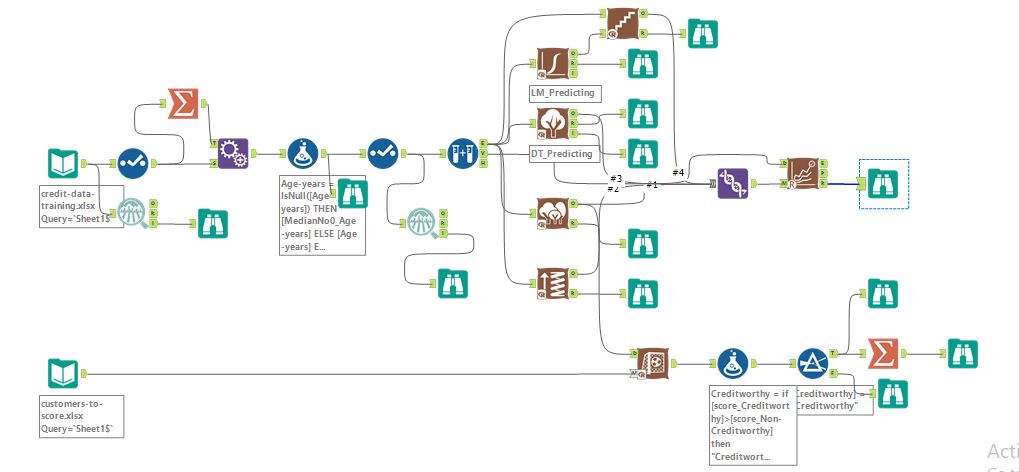 LM_Predicting
DT_Predicting
#4
#3
#1
#2
credit-data-
training.xlsx
Query=`Sheet1$`
Age-years =
IsNull([Age
years]) THEN
[MedianNo0_Age
-years] ELSE [Age
-years] E...
customers-to-
score.xlsx
Query=`Sheet1$`
Creditworthy = if
[score_Creditwort
hy]>[score_Non-
Creditworthy]
then
"Creditwort...
Creditworthy] =
Creditworthy"
Acti